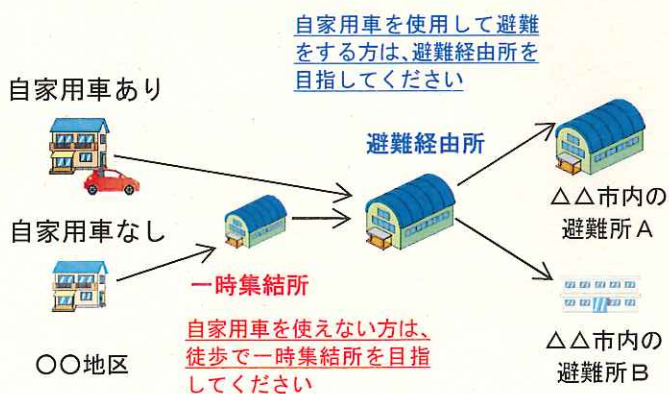 自家用車を使用して避難
をする方は、避難経由所を
目指してください
自家用車あり
避難経由所
△△市内の
避難所A
自家用車なし
一時集結所
自家用車を使えない方は、
徒歩で一時集結所を目指
してください
○○地区
△△市内の
避難所B